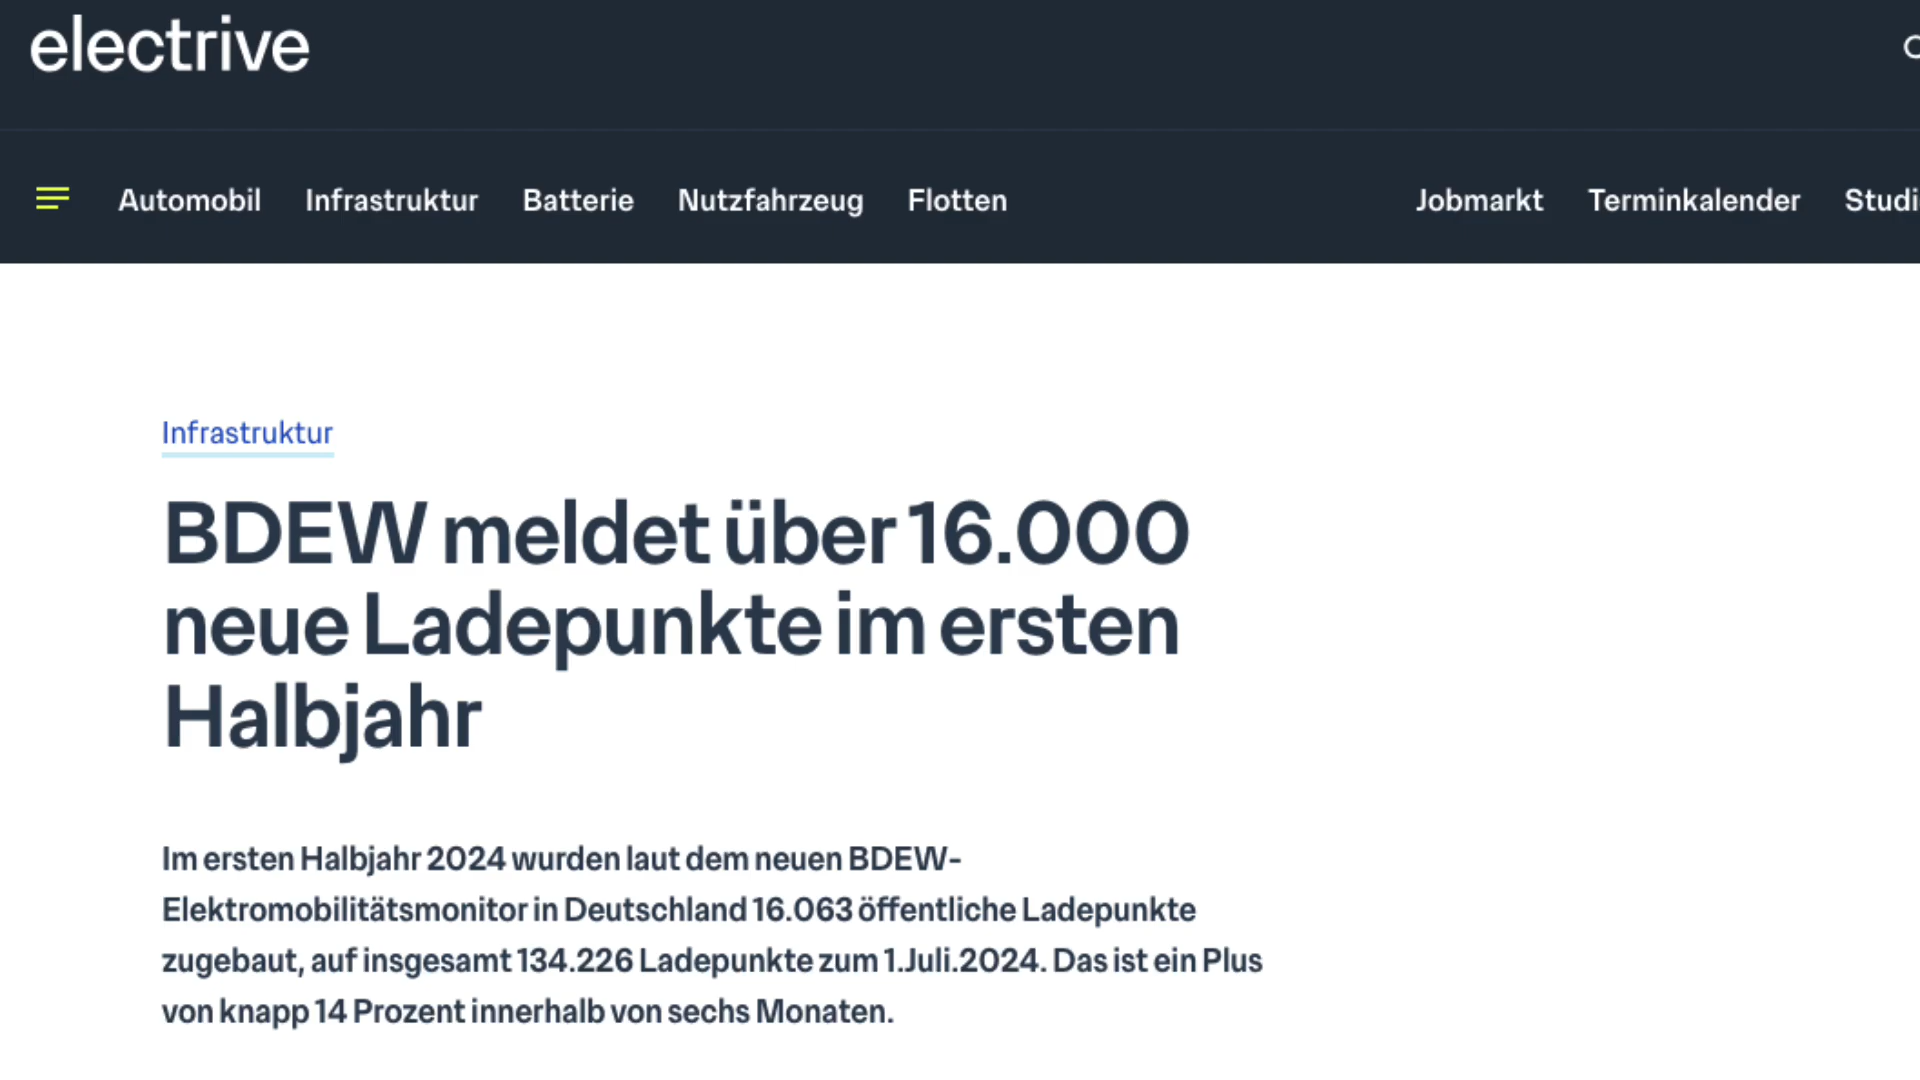 electrive
Automobil Infrastruktur Batterie Nutzfahrzeug Flotten Jobmarkt Terminkalender Studi
Infrastruktur
BDEW meldet über 16.000
neue Ladepunkte im ersten
Halbjahr
Im ersten Halbjahr 2024 wurden laut dem neuen BDEW-
Elektromobilitätsmonitor in Deutschland 16.063 öffentliche Ladepunkte
zugebaut, auf insgesamt 134.226 Ladepunkte zum 1.Juli.2024. Das ist ein Plus
von knapp 14 Prozent innerhalb von sechs Monaten.